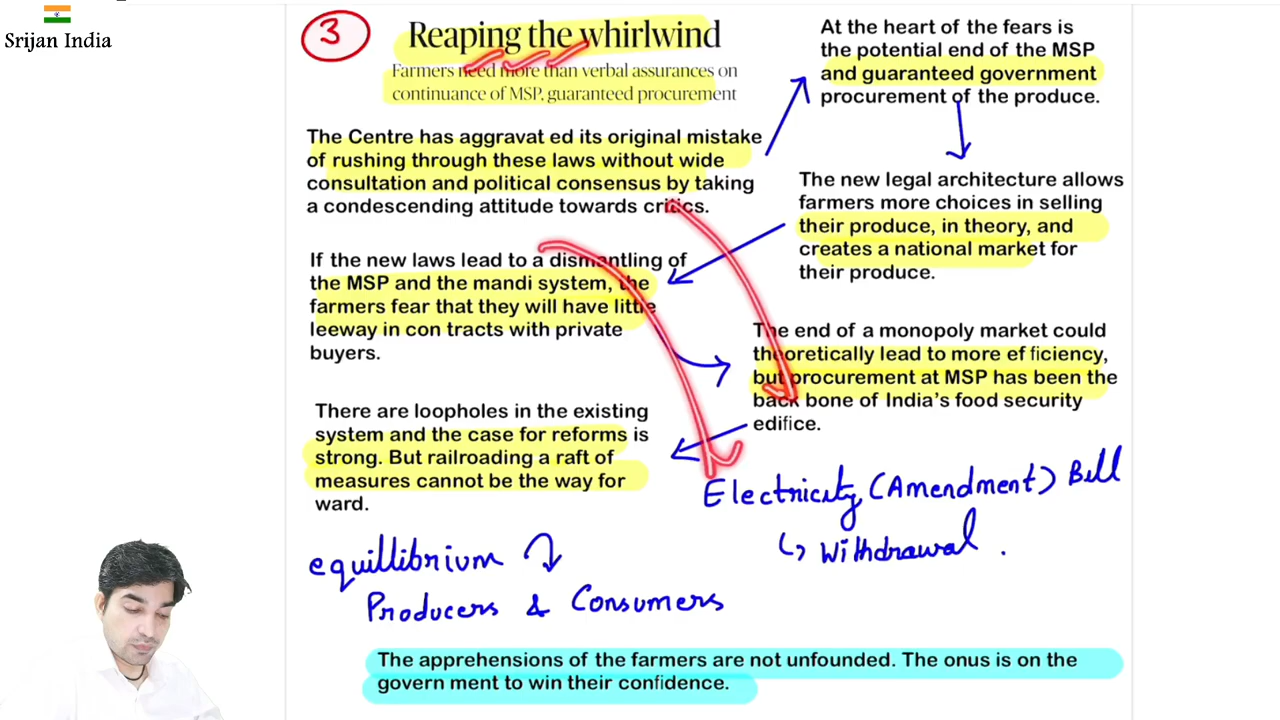 Srijan India
3
Reaping the whirlwind
Farmers need more than verbal assurances on
continuance of MSP, guaranteed procurement
The Centre has aggravat ed its original mistake
of rushing through these laws without wide
consultation and political consensus by taking
a condescending attitude towards critics.
At the heart of the fears is
the potential end of the MSP
and guaranteed government
procurement of the produce.
The new legal architecture allows
farmers more choices in selling
their produce, in theory, and
creates a national market for
their produce.
If the new laws lead to a dismantling of
the MSP and the mandi system, the
farmers fear that they will have little
leeway in con tracts with private
buyers.
The end of a monopoly market could
theoretically lead to more ef ficiency,
but procurement at MSP has been the
back bone of India's food security
edifice.
There are loopholes in the existing
system and the case for reforms is
strong. But railroading a raft of
measures cannot be the way for
ward.
Electricity (Amendment) Bill
Withdrawal .
equillibrium
Producers & Consumers
The apprehensions of the farmers are not unfounded. The onus is on the
govern ment to win their confidence.